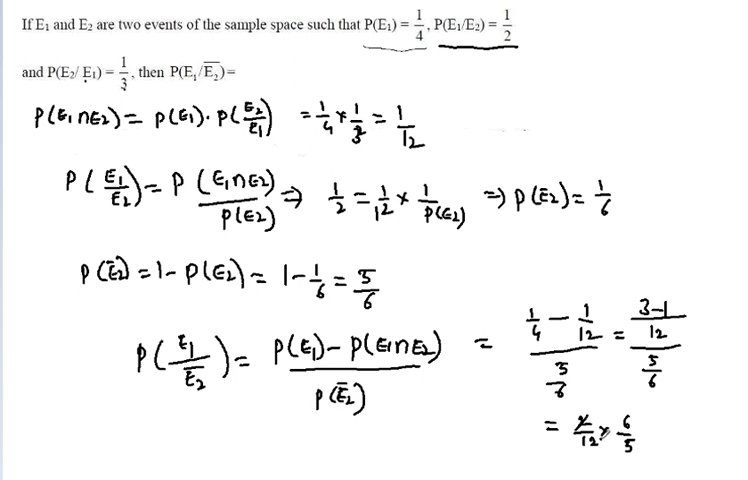 If E₁ and E₂ are two events of the sample space such that P(E₁) = 1/4, P(E₁/E₂) = 1/2
and P(E₂/ E₁) = 1/3, then P(E₁/E̅₂)=
P(E₁∩E₂) = P(E₁).P(E₂/E₁) = 1/4 × 1/3 = 1/12
P(E₁/E₂) = P(E₁∩E₂)/P(E₂) ⇒ 1/2 = 1/12 × 1/P(E₂) ⇒ P(E₂) = 1/6
P(E̅₂) = 1 - P(E₂) = 1 - 1/6 = 5/6
P(E₁/E̅₂) = (P(E₁) - P(E₁∩E₂))/P(E̅₂) = (1/4 - 1/12)/(5/6) = ((3-1)/12)/(5/6)
= 2/12 × 6/5